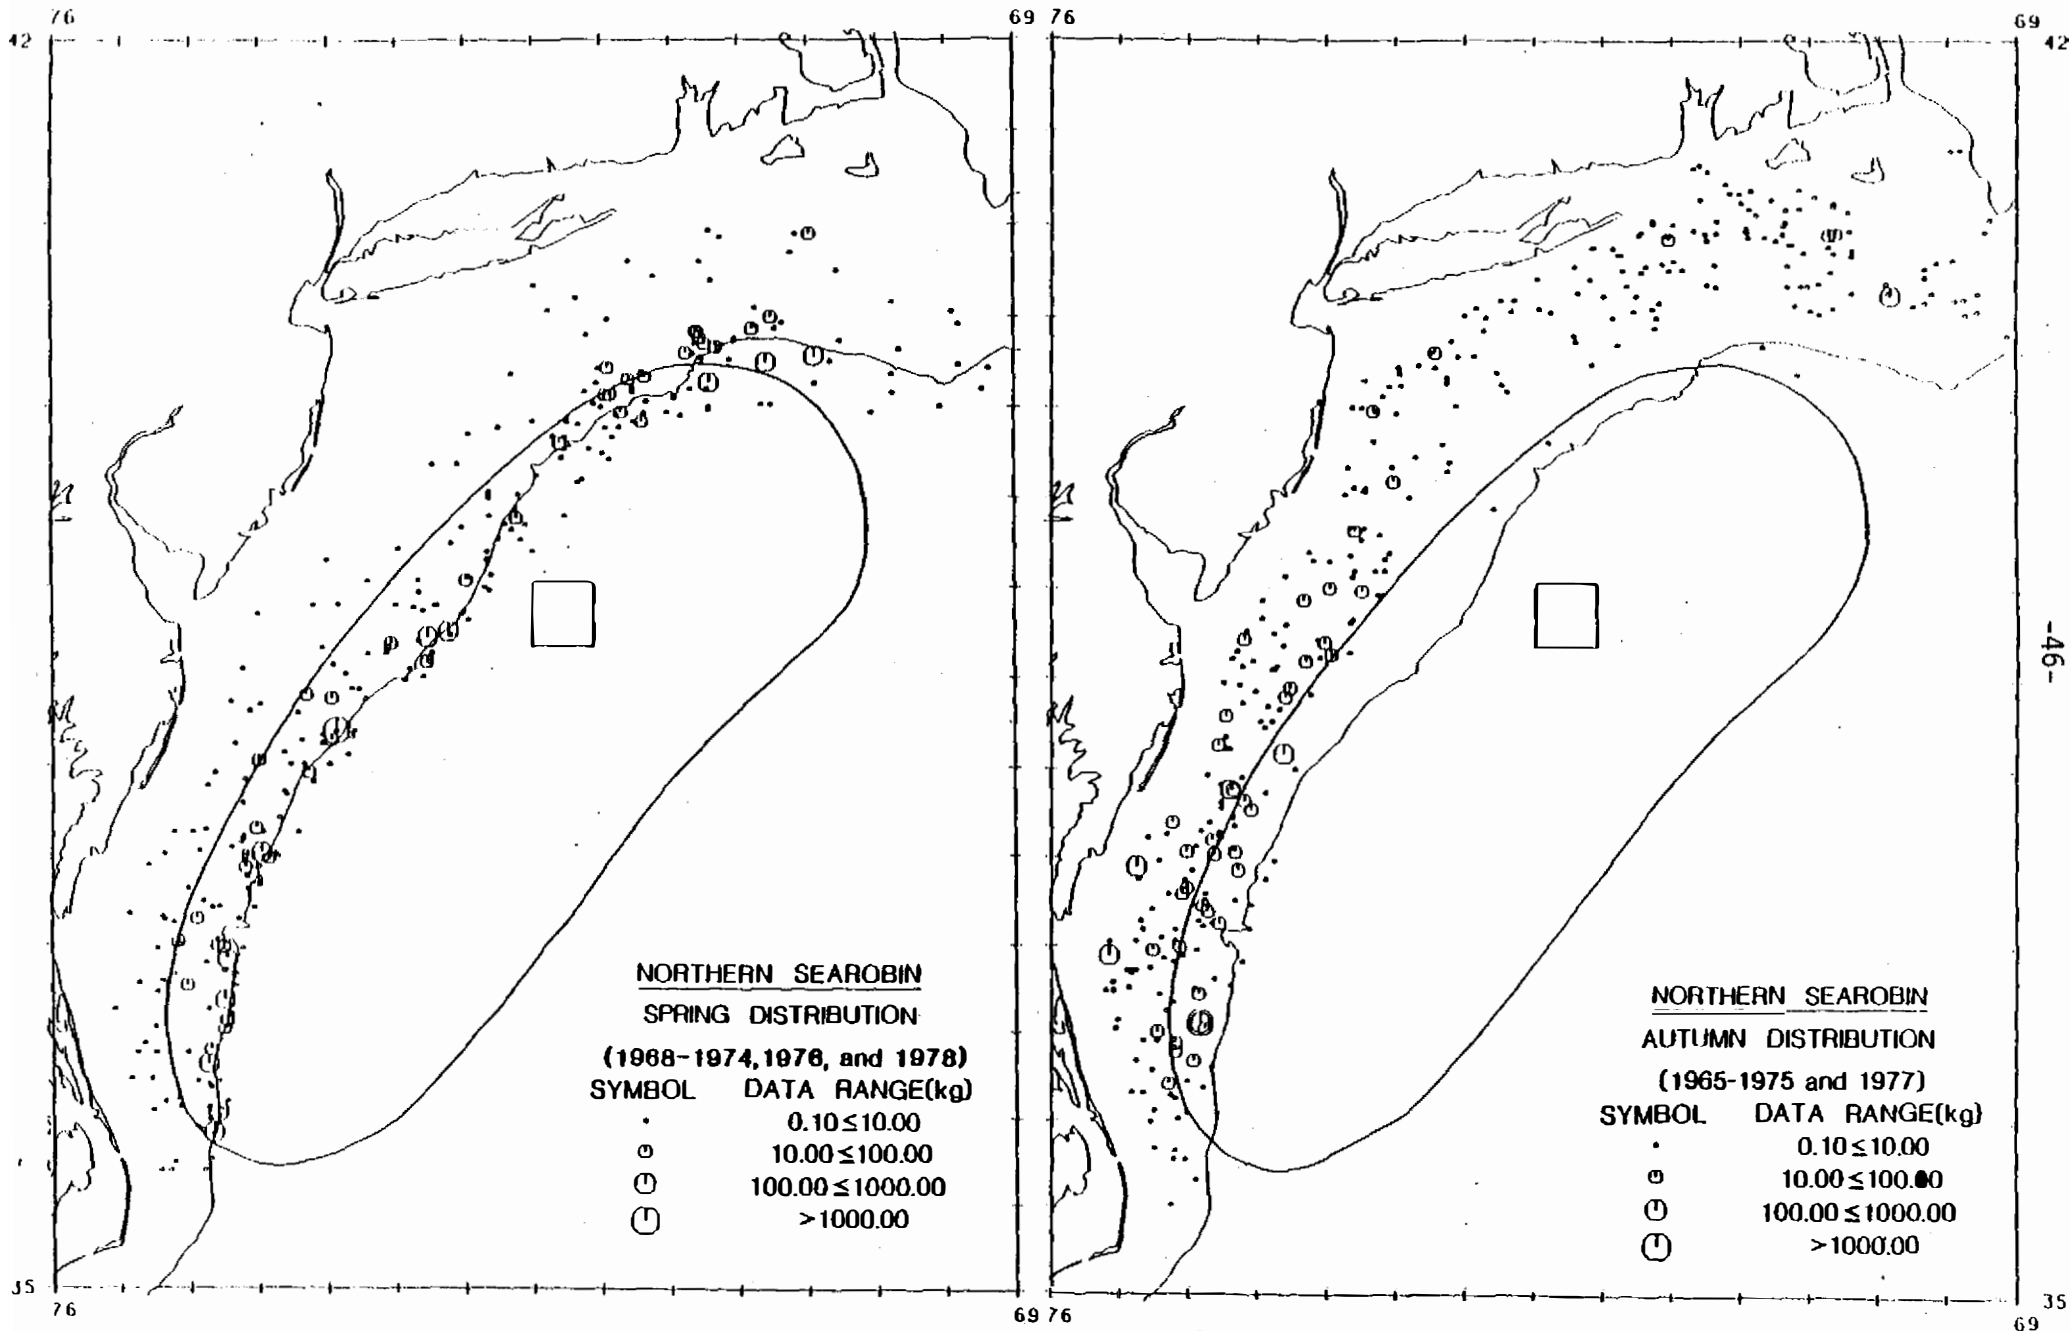 76
69
42
NORTHERN SEAROBIN
SPRING DISTRIBUTION
(1968-1974,1976, and 1978)
SYMBOL DATA RANGE(kg)
0.10≤10.00
10.00≤100.00
100.00≤1000.00
>1000.00
35
76
69
76
69
42
-46-
NORTHERN SEAROBIN
AUTUMN DISTRIBUTION
(1965-1975 and 1977)
SYMBOL DATA RANGE(kg)
0.10≤10.00
10.00≤100.00
100.00≤1000.00
>1000.00
35
76
69